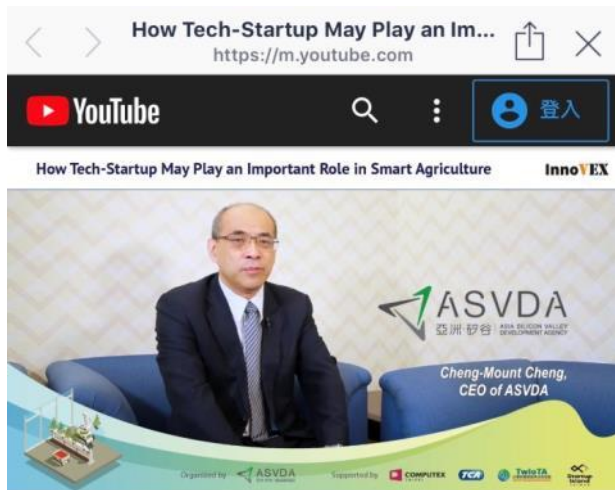 How Tech-Startup May Play an Im...
https://m.youtube.com
YouTube
登入
How Tech-Startup May Play an Important Role in Smart Agriculture
InnoVEX
ASVDA
亞洲·矽谷 ASIA SILICON VALLEY
DEVELOPMENT AGENCY
Cheng-Mount Cheng,
CEO of ASVDA
Organized by ASVDA Supported by COMPUTEX TCA TwIoTA Startup
Island